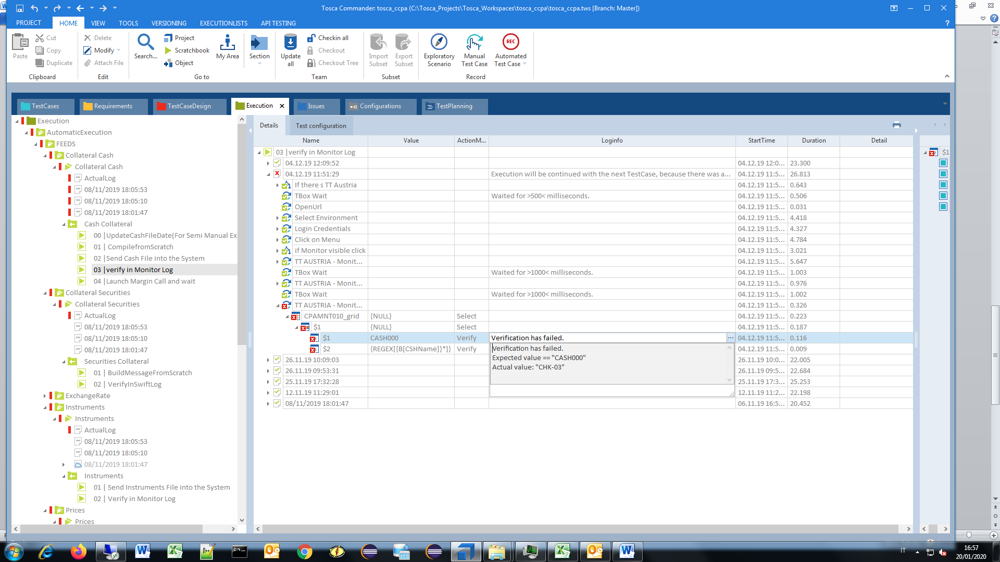 Tosca Commander: tosca_ccpa (C:\Tosca_Projects\Tosca_Workspaces\tosca_ccpa\tosca_ccpa.tws [Branch: Master])
PROJECT
HOME
VIEW
TOOLS
VERSIONING
EXECUTIONLISTS
API TESTING
?
Paste
Cut
Copy
Duplicate
Clipboard
Delete
Modify
Attach File
Edit
Search...
Project
Scratchbook
Object
My Area
Go to
Section
Update
all
Checkin all
Checkout
Checkout Tree
Team
Import
Subset
Export
Subset
Subset
Exploratory
Scenario
Manual
Test Case
REC
Automated
Test Case
Record
TestCases
Requirements
TestCaseDesign
Execution
Issues
Configurations
TestPlanning
Execution
AutomaticExecution
FEEDS
Collateral Cash
Collateral Cash
ActualLog
08/11/2019 18:05:53
08/11/2019 18:05:10
08/11/2019 18:01:47
Cash Collateral
00 |UpdateCashFileDate(For Semi Manual Ex
01 | CompilefromScratch
02 |Send Cash File into the System
03 |verify in Monitor Log
04 |Launch Margin Call and wait
Collateral Securities
Collateral Securities
ActualLog
08/11/2019 18:05:53
08/11/2019 18:05:10
08/11/2019 18:01:47
Securities Collateral
01 | BuildMessageFromScratch
02 | VerifyInSwiftLog
ExchangeRate
Instruments
Instruments
ActualLog
08/11/2019 18:05:53
08/11/2019 18:05:10
08/11/2019 18:01:47
Instruments
01 | Send Instruments File into the System
02 | Verify in Monitor Log
Prices
Prices
Details
Test configuration
Name Value ActionM... Loginfo StartTime Duration Detail
03 |verify in Monitor Log
04.12.19 12:09:52 04.12.19 12:0... 23.300
04.12.19 11:51:29 Execution will be continued with the next TestCase, because there was a... 04.12.19 11:5... 26.813
If there s TT Austria 04.12.19 11:5... 0.643
TBox Wait Waited for >500< milliseconds. 04.12.19 11:5... 0.506
OpenUrl 04.12.19 11:5... 0.031
Select Environment 04.12.19 11:5... 4.418
Login Credentials 04.12.19 11:5... 4.327
Click on Menu 04.12.19 11:5... 4.784
if Monitor visible click 04.12.19 11:5... 3.021
TT AUSTRIA - Monit... 04.12.19 11:5... 5.647
TBox Wait Waited for >1000< milliseconds. 04.12.19 11:5... 1.003
TT AUSTRIA - Monit... 04.12.19 11:5... 0.976
TBox Wait Waited for >1000< milliseconds. 04.12.19 11:5... 1.002
TT AUSTRIA - Monit... 04.12.19 11:5... 0.326
CPAMNT010_grid {NULL} Select 04.12.19 11:5... 0.223
$1 {NULL} Select 04.12.19 11:5... 0.187
$1 CASH000 Verify Verification has failed. ... 04.12.19 11:5... 0.116
$2 {REGEX[{B[CSHName]}*]} Verify 04.12.19 11:5... 0.009
Verification has failed.
Expected value == "CASH000"
Actual value: "CHK-03"
26.11.19 10:09:03 26.11.19 10:0... 22.005
26.11.19 09:53:31 26.11.19 09:5... 22.684
25.11.19 17:32:28 25.11.19 17:3... 25.253
12.11.19 11:29:01 12.11.19 11:2... 22.198
08/11/2019 18:01:47 06.11.19 16:5... 20.452
$1
IT
16:57
20/01/2020